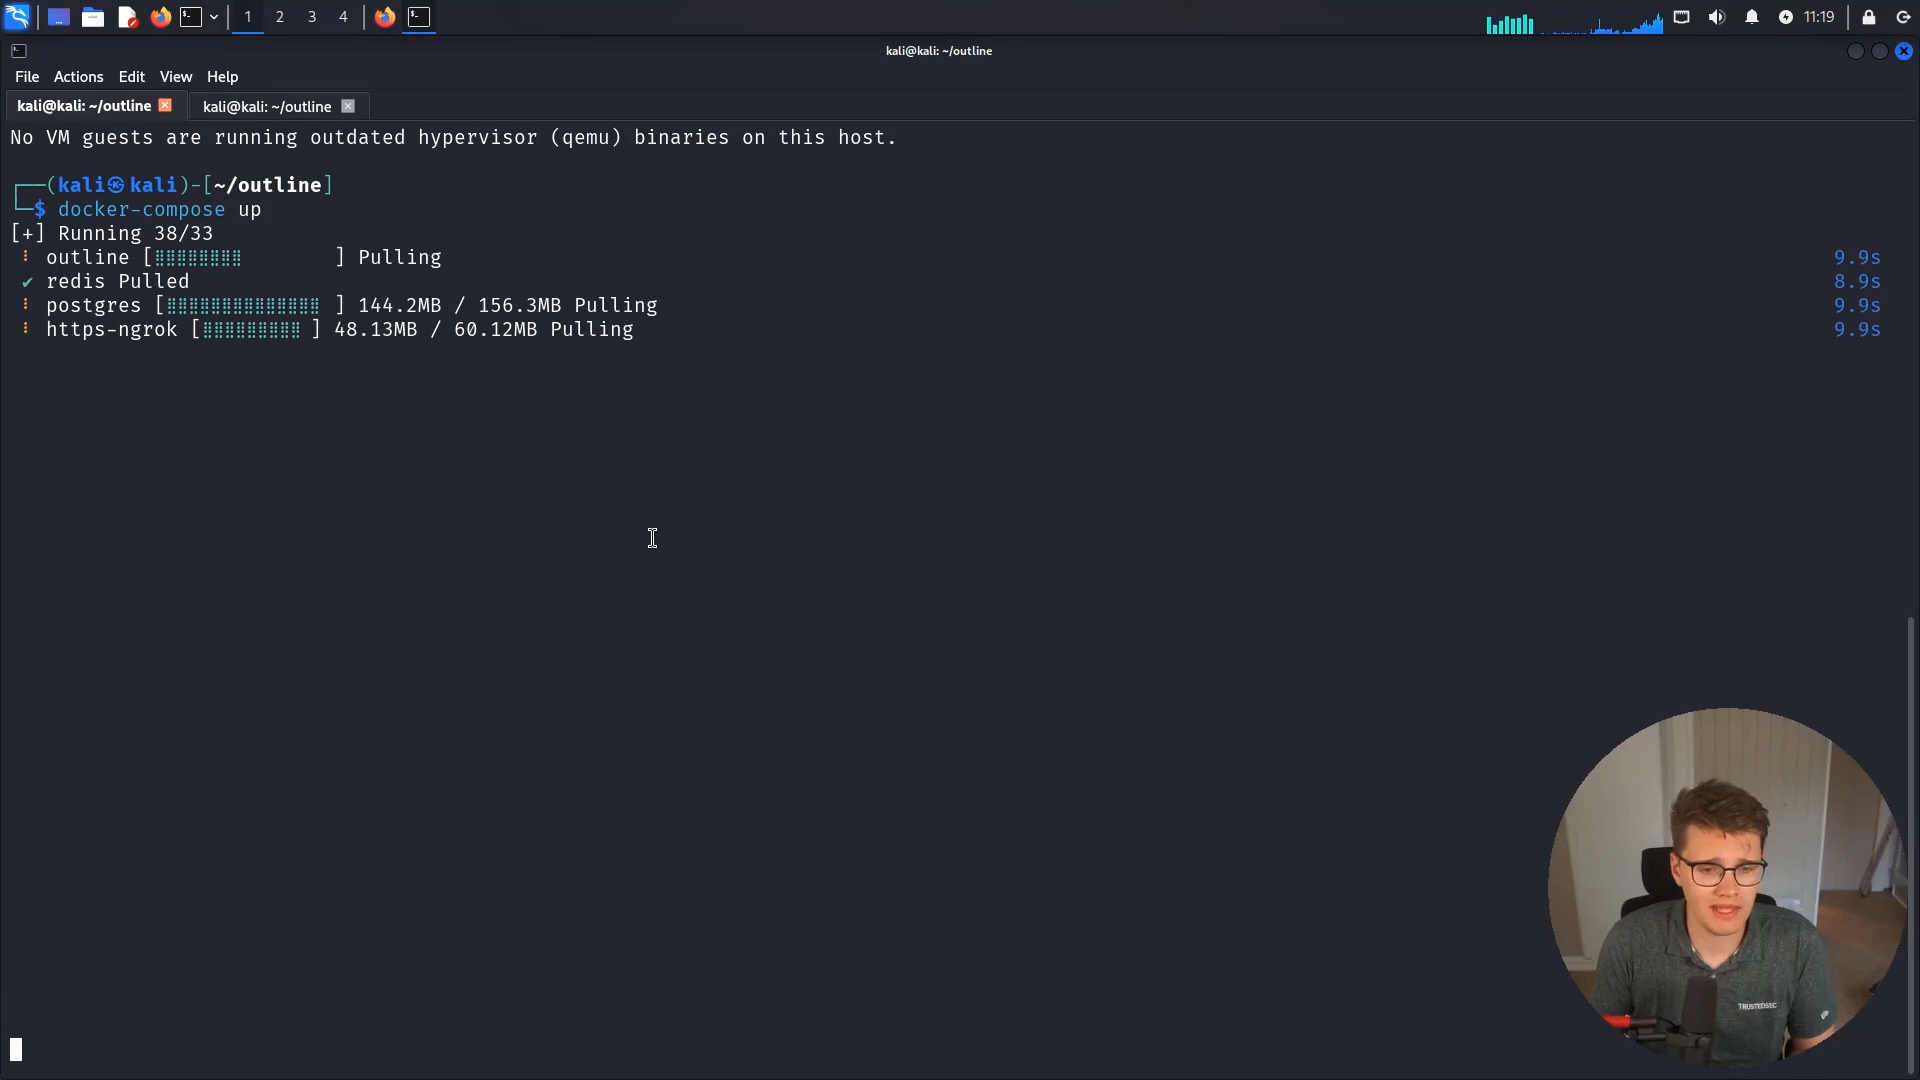 1 2 3 4
11:19
kali@kali: ~/outline
File Actions Edit View Help
kali@kali: ~/outline
kali@kali: ~/outline
No VM guests are running outdated hypervisor (qemu) binaries on this host.
┌──(kali㉿kali)-[~/outline]
└─$ docker-compose up
[+] Running 38/33
⠸ outline [⣿⣿⣿⣿⣿⣿⣿⣿        ] Pulling 9.9s
✔ redis Pulled 8.9s
⠸ postgres [⣿⣿⣿⣿⣿⣿⣿⣿⣿⣿⣿⣿⣿⣿ ] 144.2MB / 156.3MB Pulling 9.9s
⠸ https-ngrok [⣿⣿⣿⣿⣿⣿⣿⣿⣿ ] 48.13MB / 60.12MB Pulling 9.9s
TRUSTEDSEC